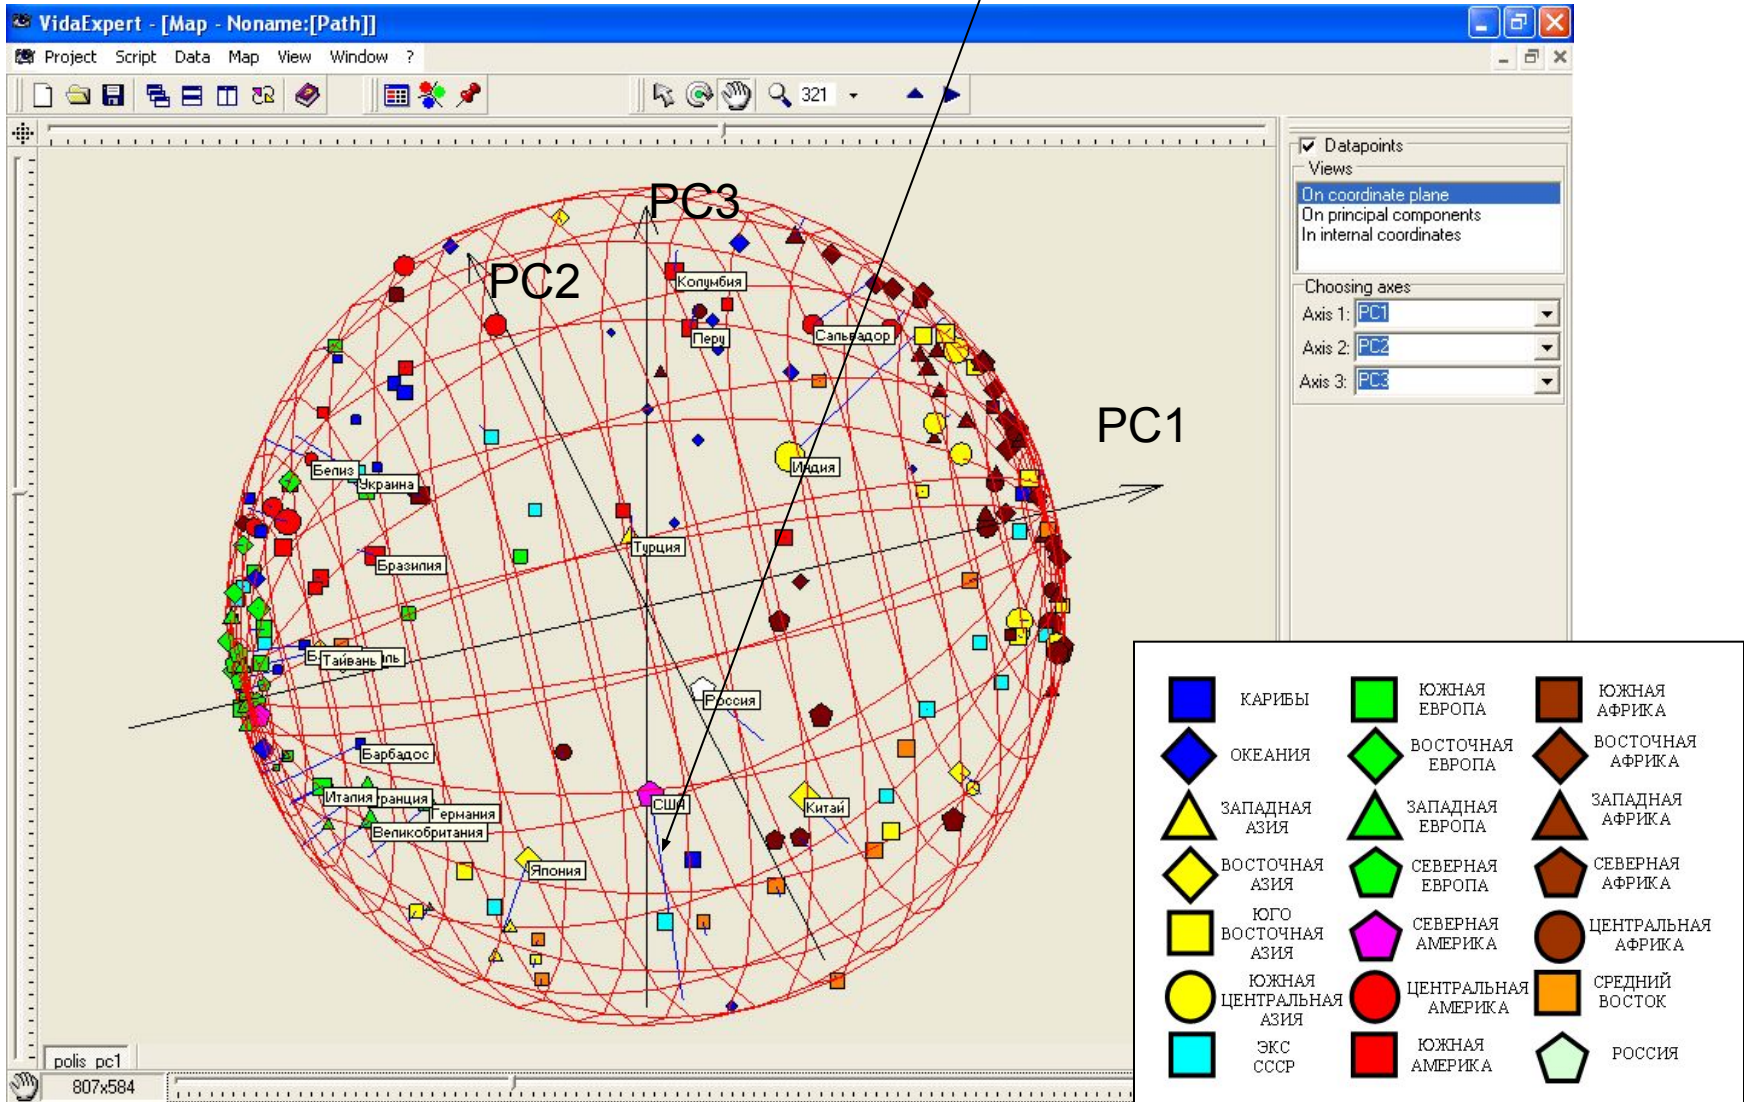 VidaExpert - [Map - Noname:[Path]]
Project Script Data Map View Window ?
321
Datapoints
Views
On coordinate plane
On principal components
In internal coordinates
Choosing axes
Axis 1: PC1
Axis 2: PC2
Axis 3: PC3
PC3
PC2
PC1
Колумбия
Перу
Сальвадор
Индия
Белиз
Украина
Турция
Бразилия
Тайвань
Россия
Барбадос
США
Китай
Италия
Германия
Великобритания
Япония
polis_pc1
807x584
КАРИБЫ
ЮЖНАЯ
ЕВРОПА
ЮЖНАЯ
АФРИКА
ОКЕАНИЯ
ВОСТОЧНАЯ
ЕВРОПА
ВОСТОЧНАЯ
АФРИКА
ЗАПАДНАЯ
АЗИЯ
ЗАПАДНАЯ
ЕВРОПА
ЗАПАДНАЯ
АФРИКА
ВОСТОЧНАЯ
АЗИЯ
СЕВЕРНАЯ
ЕВРОПА
СЕВЕРНАЯ
АФРИКА
ЮГО
ВОСТОЧНАЯ
АЗИЯ
СЕВЕРНАЯ
АМЕРИКА
ЦЕНТРАЛЬНАЯ
АФРИКА
ЮЖНАЯ
ЦЕНТРАЛЬНАЯ
АЗИЯ
ЦЕНТРАЛЬНАЯ
АМЕРИКА
СРЕДНИЙ
ВОСТОК
ЭКС
СССР
ЮЖНАЯ
АМЕРИКА
РОССИЯ